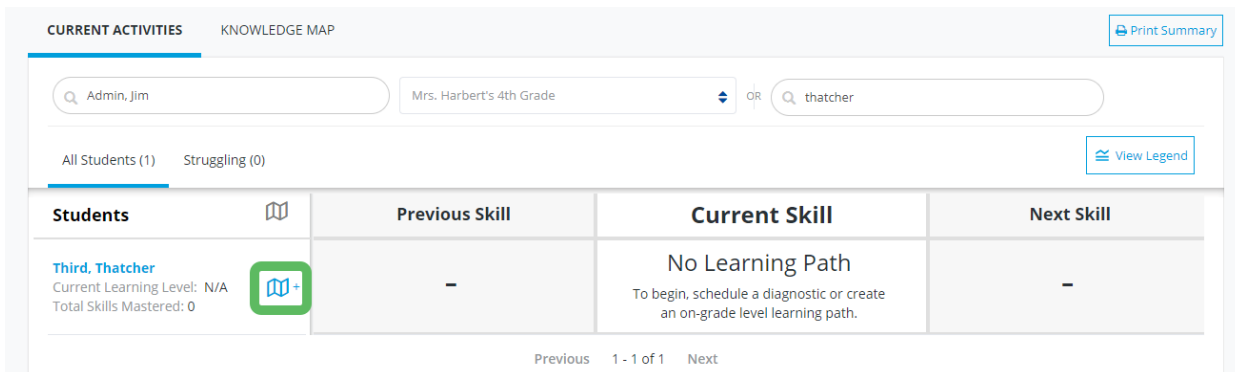 CURRENT ACTIVITIES KNOWLEDGE MAP Print Summary
Admin, Jim Mrs. Harbert's 4th Grade OR thatcher
All Students (1) Struggling (0) View Legend
Students Previous Skill Current Skill Next Skill
Third, Thatcher
Current Learning Level: N/A
Total Skills Mastered: 0
+
–
No Learning Path
To begin, schedule a diagnostic or create
an on-grade level learning path.
–
Previous 1 - 1 of 1 Next